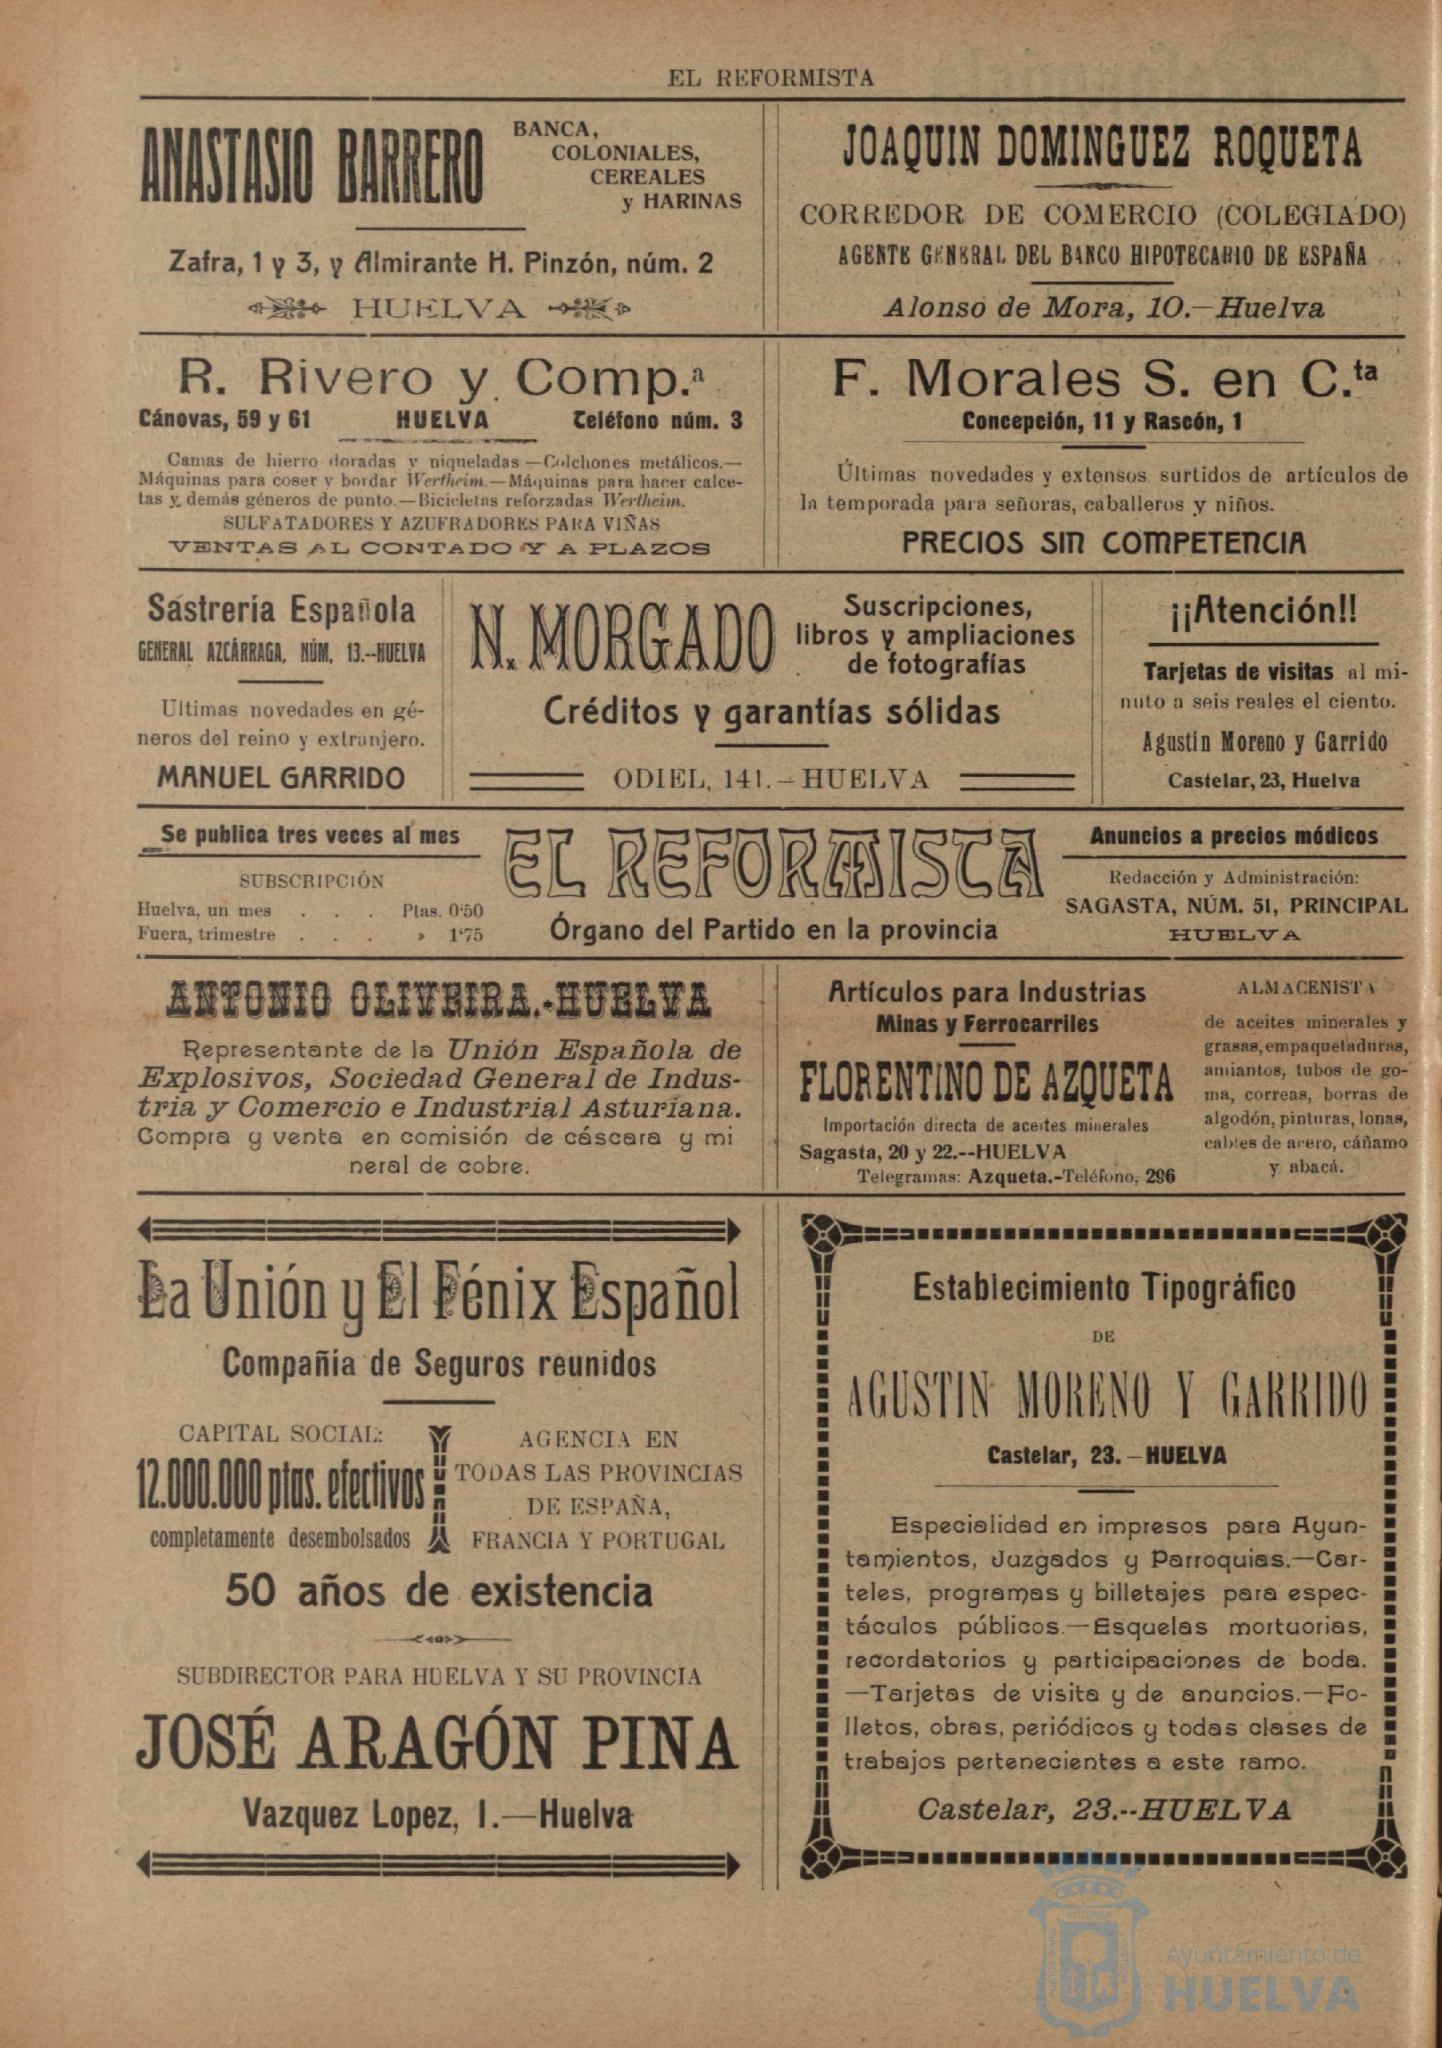 EL REFORMISTA
ANASTASIO BARRERO
BANCA,
COLONIALES,
CEREALES
y HARINAS
Zafra, 1 y 3, y Almirante H. Pinzón, núm. 2
HUELVA
JOAQUIN DOMINGUEZ ROQUETA
CORREDOR DE COMERCIO (COLEGIADO)
AGENTE GENERAL DEL BANCO HIPOTECARIO DE ESPAÑA
Alonso de Mora, 10.—Huelva
R. Rivero y Comp.ª
Cánovas, 59 y 61 HUELVA Teléfono núm. 3
Camas de hierro doradas y niqueladas—Colchones metálicos.—
Máquinas para coser y bordar Wertheim.—Máquinas para hacer calce-
tas y demás géneros de punto.—Bicicletas reforzadas Wertheim.
SULFATADORES Y AZUFRADORES PARA VIÑAS
VENTAS AL CONTADO Y A PLAZOS
F. Morales S. en C.ta
Concepción, 11 y Rascón, 1
Últimas novedades y extensos surtidos de artículos de
la temporada para señoras, caballeros y niños.
PRECIOS SIN COMPETENCIA
Sastrería Española
GENERAL AZCÁRRAGA, NÚM, 13.--HUELVA
Ultimas novedades en gé-
neros del reino y extranjero.
MANUEL GARRIDO
N. MORGADO
Suscripciones,
libros y ampliaciones
de fotografías
Créditos y garantías sólidas
ODIEL, 141.—HUELVA
¡¡Atención!!
Tarjetas de visitas al mi-
nuto a seis reales el ciento.
Agustín Moreno y Garrido
Castelar, 23, Huelva
Se publica tres veces al mes
SUBSCRIPCIÓN
Huelva, un mes . . . Ptas. 0'50
Fuera, trimestre . . . » 1'75
EL REFORMISTA
Órgano del Partido en la provincia
Anuncios a precios módicos
Redacción y Administración:
SAGASTA, NÚM. 51, PRINCIPAL
HUELVA
ANTONIO OLIVEIRA.-HUELVA
Representante de la Unión Española de
Explosivos, Sociedad General de Indus-
tria y Comercio e Industrial Asturiana.
Compra y venta en comisión de cáscara y mi
neral de cobre.
Artículos para Industrias
Minas y Ferrocarriles
FLORENTINO DE AZQUETA
Importación directa de aceites minerales
Sagasta, 20 y 22.--HUELVA
Telegramas: Azqueta.-Teléfono, 296
ALMACENISTA
de aceites minerales y
grasas, empaquetaduras,
amiantos, tubos de go-
ma, correas, borras de
algodón, pinturas, lonas,
cables de acero, cáñamo
y abacá.
La Unión y El Fénix Español
Compañía de Seguros reunidos
CAPITAL SOCIAL:
12.000.000 ptas. efectivos
completamente desembolsados
AGENCIA EN
TODAS LAS PROVINCIAS
DE ESPAÑA,
FRANCIA Y PORTUGAL
50 años de existencia
SUBDIRECTOR PARA HUELVA Y SU PROVINCIA
JOSÉ ARAGÓN PINA
Vazquez Lopez, 1.—Huelva
Establecimiento Tipográfico
DE
AGUSTIN MORENO Y GARRIDO
Castelar, 23.—HUELVA
Especialidad en impresos para Ayun-
tamientos, Juzgados y Parroquias.—Car-
teles, programas y billetajes para espec-
táculos públicos.—Esquelas mortuorias,
recordatorios y participaciones de boda.
—Tarjetas de visita y de anuncios.—Fo-
lletos, obras, periódicos y todas clases de
trabajos pertenecientes a este ramo.
Castelar, 23.--HUELVA
Ayuntamiento de
HUELVA